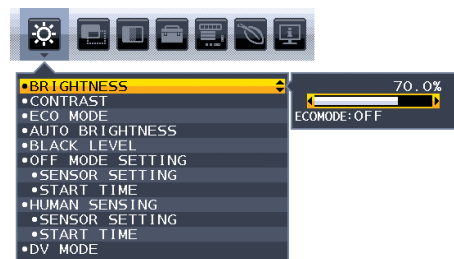 •BRIGHTNESS
•CONTRAST
•ECO MODE
•AUTO BRIGHTNESS
•BLACK LEVEL
•OFF MODE SETTING
•SENSOR SETTING
•START TIME
•HUMAN SENSING
•SENSOR SETTING
•START TIME
•DV MODE
70.0%
ECOMODE:OFF